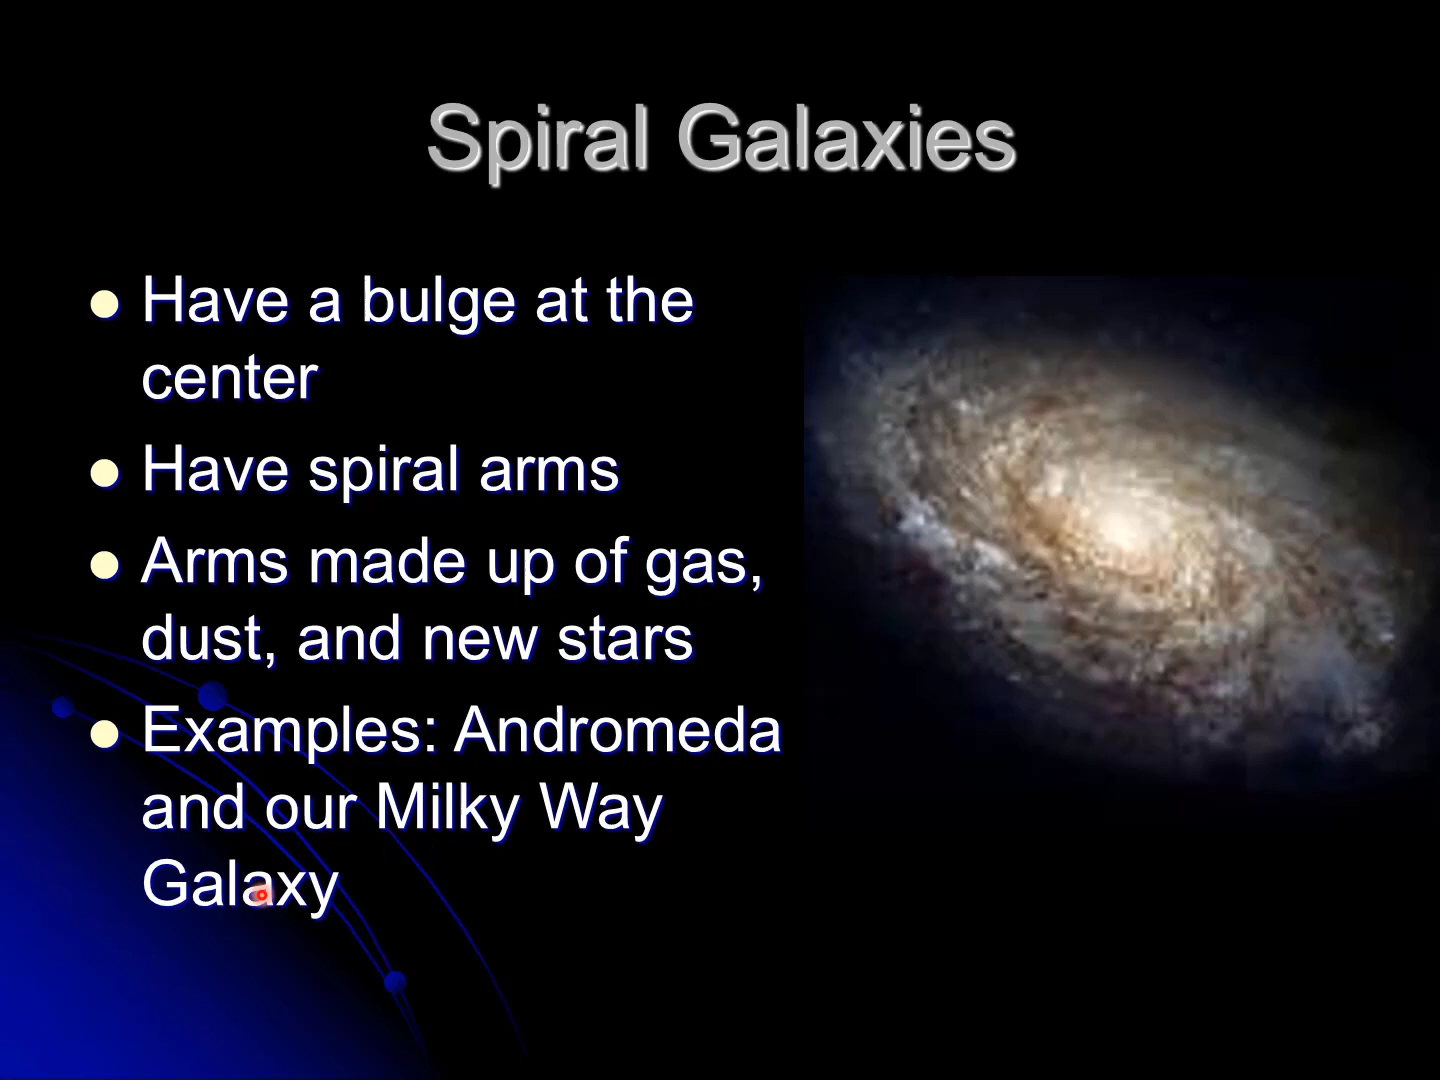 Spiral Galaxies
Have a bulge at the
center
Have spiral arms
Arms made up of gas,
dust, and new stars
Examples: Andromeda
and our Milky Way
Galaxy